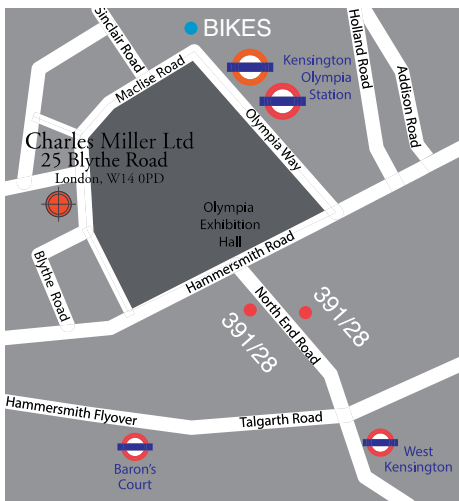 Sinclair Road
BIKES
Holland Road
Addison Road
Kensington
Olympia
Station
Maclise Road
Olympia Way
Charles Miller Ltd
25 Blythe Road
London, W14 0PD
Olympia
Exhibition
Hall
Hammersmith Road
Blythe Road
North End Road
391/28
391/28
Hammersmith Flyover
Talgarth Road
Baron's
Court
West
Kensington